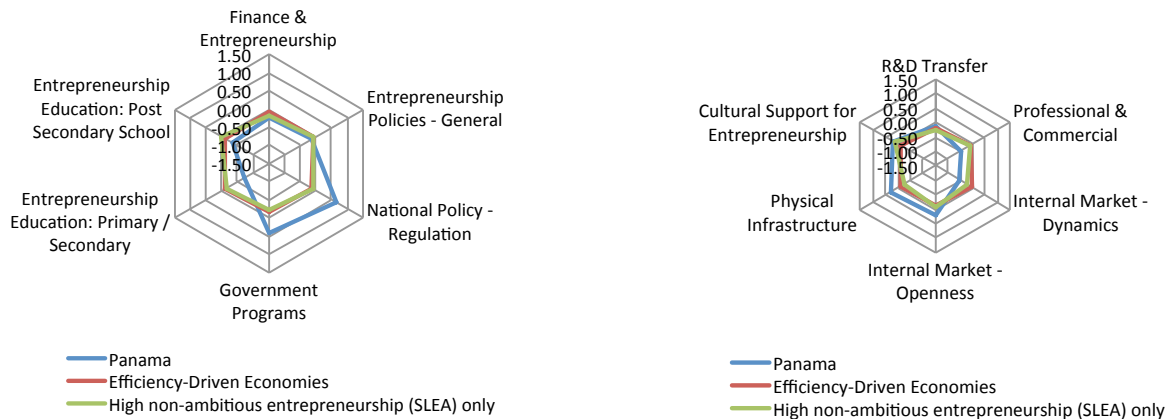 Finance &
Entrepreneurship
1.50
1.00
0.50
0.00
-0.50
-1.00
-1.50
Entrepreneurship
Policies - General
National Policy -
Regulation
Government
Programs
Entrepreneurship
Education: Primary /
Secondary
Entrepreneurship
Education: Post
Secondary School
Panama
Efficiency-Driven Economies
High non-ambitious entrepreneurship (SLEA) only
R&D Transfer
1.50
1.00
0.50
0.00
-0.50
-1.00
-1.50
Professional &
Commercial
Internal Market -
Dynamics
Internal Market -
Openness
Physical
Infrastructure
Cultural Support for
Entrepreneurship
Panama
Efficiency-Driven Economies
High non-ambitious entrepreneurship (SLEA) only